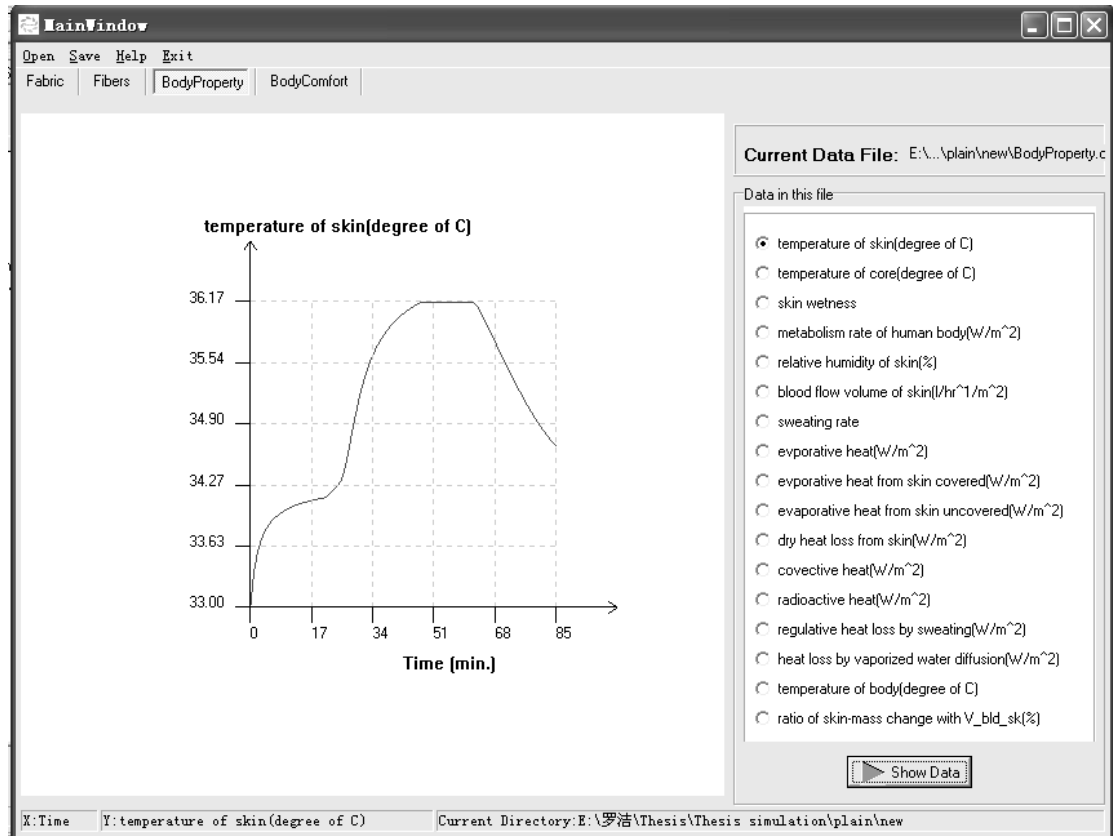 MainWindow
Open Save Help Exit
Fabric Fibers BodyProperty BodyComfort
Current Data File: E:\...\plain\new\BodyProperty.c
Data in this file
temperature of skin(degree of C)
temperature of core(degree of C)
skin wetness
metabolism rate of human body(W/m^2)
relative humidity of skin(%)
blood flow volume of skin(l/hr^1/m^2)
sweating rate
evporative heat(W/m^2)
evporative heat from skin covered(W/m^2)
evaporative heat from skin uncovered(W/m^2)
dry heat loss from skin(W/m^2)
covective heat(W/m^2)
radioactive heat(W/m^2)
regulative heat loss by sweating(W/m^2)
heat loss by vaporized water diffusion(W/m^2)
temperature of body(degree of C)
ratio of skin-mass change with V_bld_sk(%)
Show Data
temperature of skin(degree of C)
36.17
35.54
34.90
34.27
33.63
33.00
0 17 34 51 68 85
Time (min.)
X:Time Y:temperature of skin(degree of C) Current Directory:E:\罗洁\Thesis\Thesis simulation\plain\new